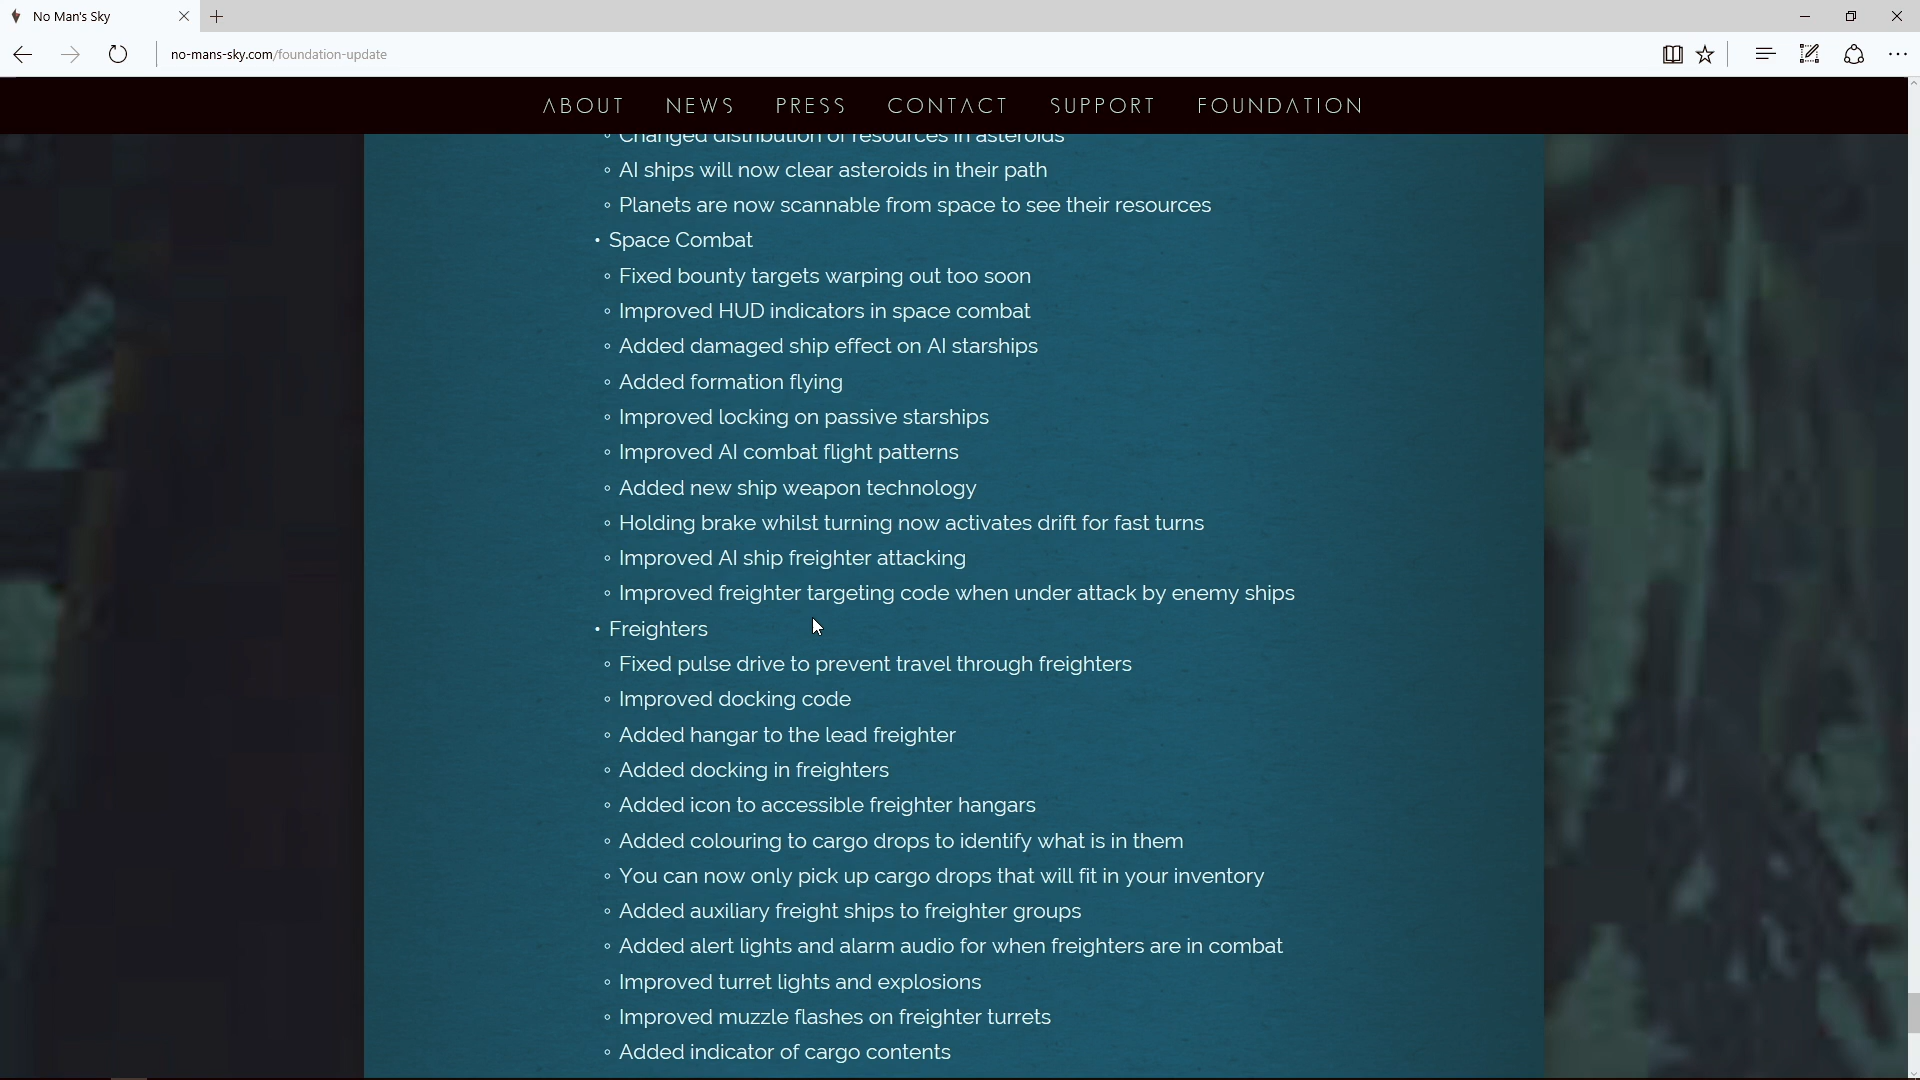 No Man's Sky
no-mans-sky.com/foundation-update
ABOUT NEWS PRESS CONTACT SUPPORT FOUNDATION
◦ Changed distribution of resources in asteroids
◦ AI ships will now clear asteroids in their path
◦ Planets are now scannable from space to see their resources
• Space Combat
◦ Fixed bounty targets warping out too soon
◦ Improved HUD indicators in space combat
◦ Added damaged ship effect on AI starships
◦ Added formation flying
◦ Improved locking on passive starships
◦ Improved AI combat flight patterns
◦ Added new ship weapon technology
◦ Holding brake whilst turning now activates drift for fast turns
◦ Improved AI ship freighter attacking
◦ Improved freighter targeting code when under attack by enemy ships
• Freighters
◦ Fixed pulse drive to prevent travel through freighters
◦ Improved docking code
◦ Added hangar to the lead freighter
◦ Added docking in freighters
◦ Added icon to accessible freighter hangars
◦ Added colouring to cargo drops to identify what is in them
◦ You can now only pick up cargo drops that will fit in your inventory
◦ Added auxiliary freight ships to freighter groups
◦ Added alert lights and alarm audio for when freighters are in combat
◦ Improved turret lights and explosions
◦ Improved muzzle flashes on freighter turrets
◦ Added indicator of cargo contents